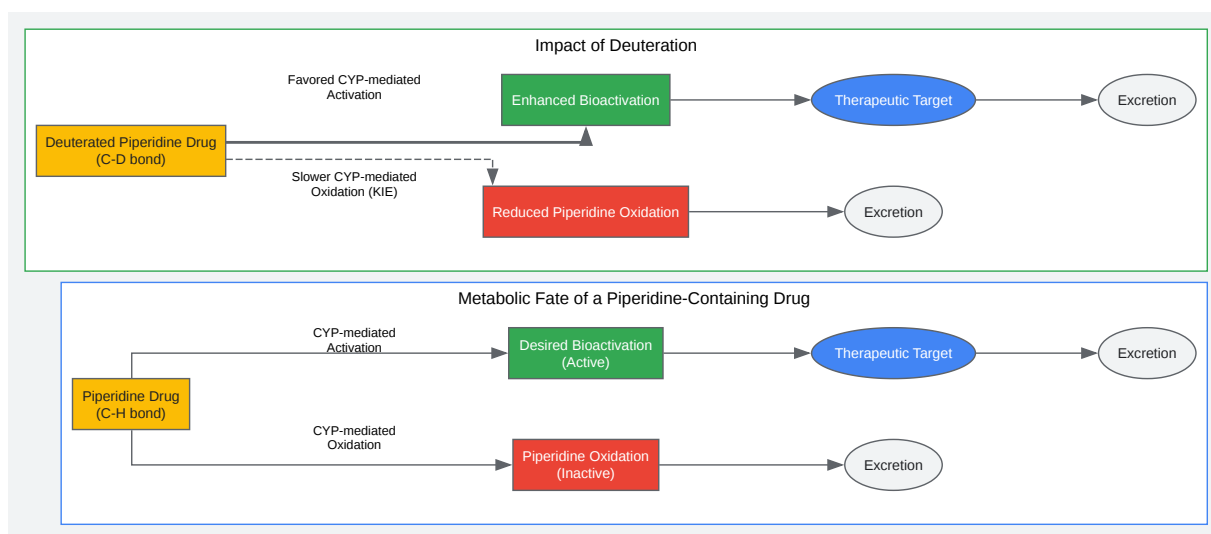 Impact of Deuteration
Favored CYP-mediated
Activation
Enhanced Bioactivation
Therapeutic Target
Excretion
Deuterated Piperidine Drug
(C-D bond)
Slower CYP-mediated
Oxidation (KIE)
Reduced Piperidine Oxidation
Excretion
Metabolic Fate of a Piperidine-Containing Drug
CYP-mediated
Activation
Desired Bioactivation
(Active)
Therapeutic Target
Excretion
Piperidine Drug
(C-H bond)
CYP-mediated
Oxidation
Piperidine Oxidation
(Inactive)
Excretion